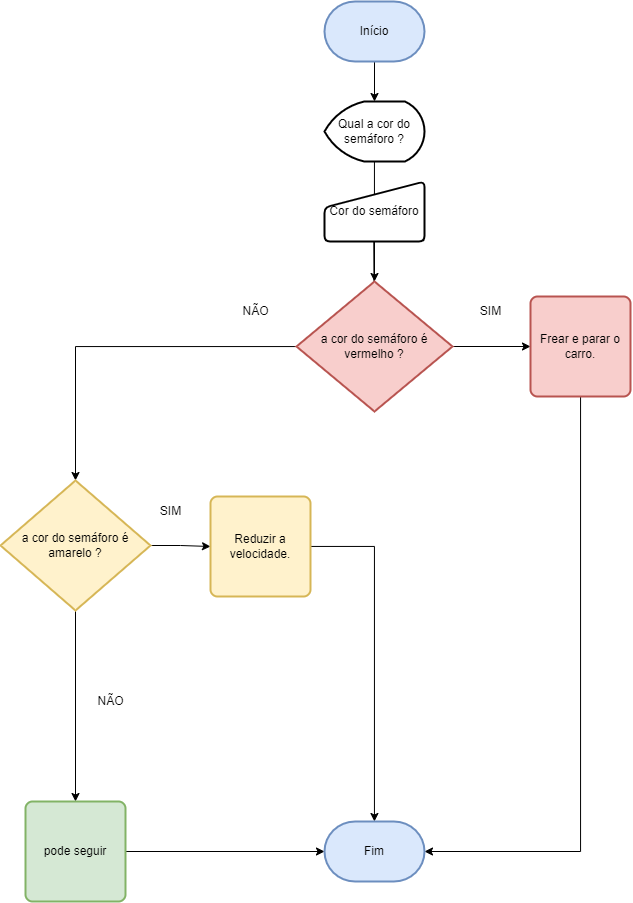 Início
Qual a cor do
semáforo ?
Cor do semáforo
NÃO
SIM
a cor do semáforo é
vermelho ?
Frear e parar o
carro.
SIM
a cor do semáforo é
amarelo ?
Reduzir a
velocidade.
NÃO
pode seguir
Fim